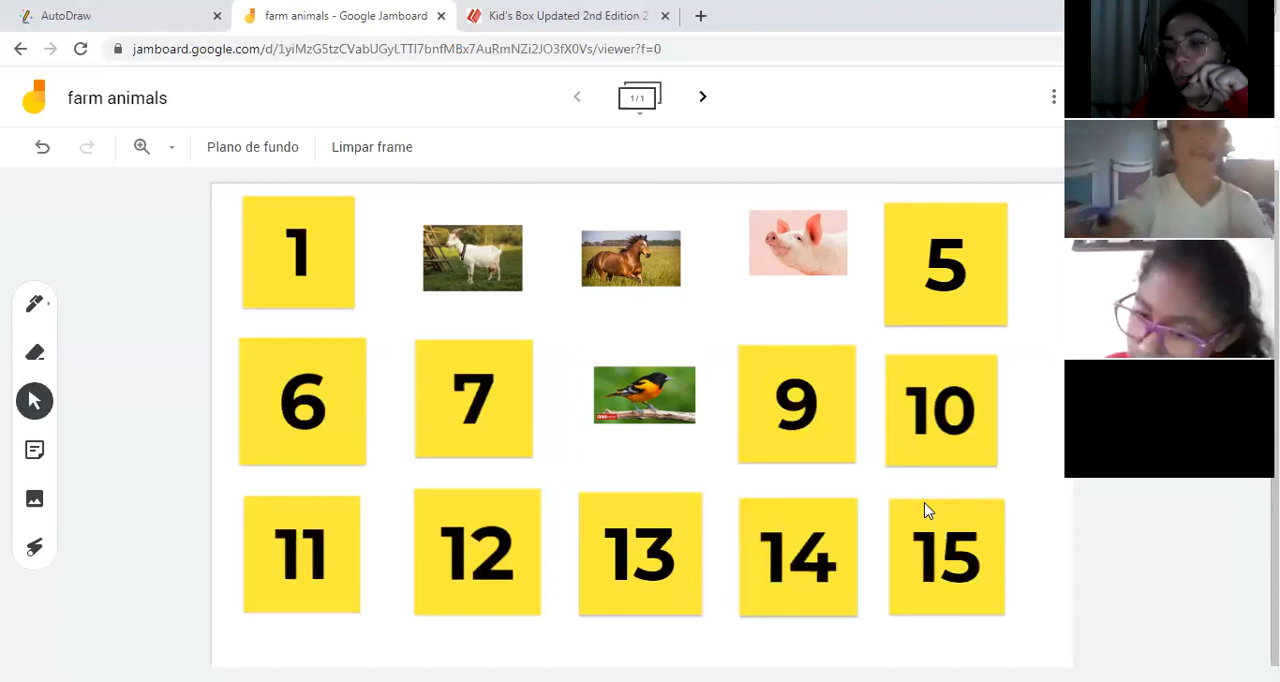 AutoDraw
farm animals - Google Jamboard
Kid's Box Updated 2nd Edition 2
jamboard.google.com/d/1yiMzG5tzCVabUGyLTTl7bnfMBx7AuRmNZi2JO3fX0Vs/viewer?f=0
farm animals
1/1
Plano de fundo
Limpar frame
1
5
6
7
9
10
11
12
13
14
15